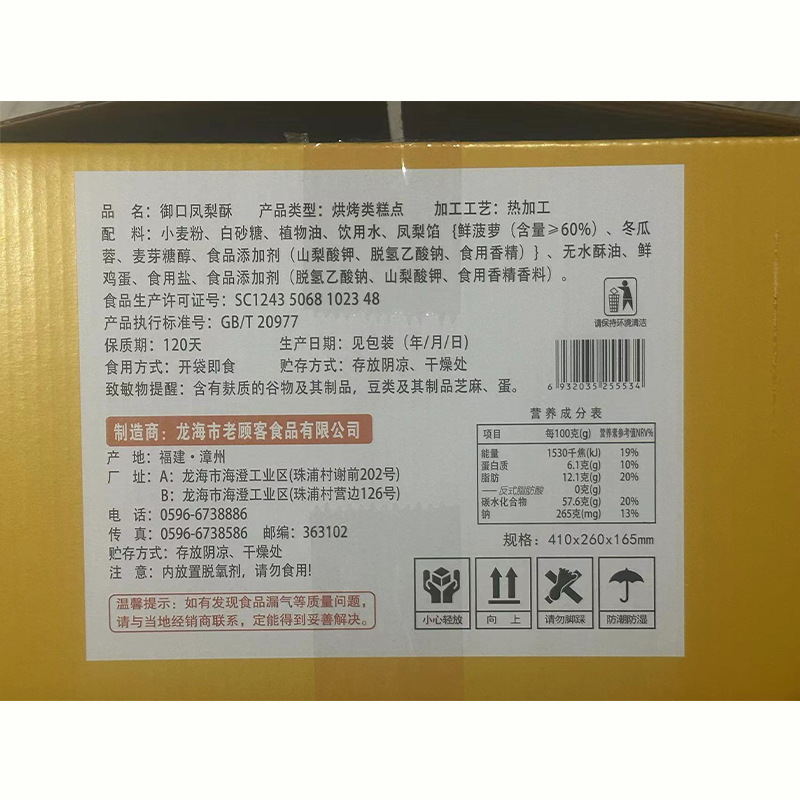 品 名：御口凤梨酥 产品类型：烘烤类糕点 加工工艺：热加工
配 料：小麦粉、白砂糖、植物油、饮用水、凤梨馅｛鲜菠萝（含量≥60%）、冬瓜
蓉、麦芽糖醇、食品添加剂（山梨酸钾、脱氢乙酸钠、食用香精）｝、无水酥油、鲜
鸡蛋、食用盐、食品添加剂（脱氢乙酸钠、山梨酸钾、食用香精香料）。
食品生产许可证号：SC1243 5068 1023 48
产品执行标准号：GB/T 20977
保质期：120天 生产日期：见包装（年/月/日）
食用方式：开袋即食 贮存方式：存放阴凉、干燥处
致敏物提醒：含有麸质的谷物及其制品，豆类及其制品芝麻、蛋。
请保持环境清洁
6 932035 255534
制造商：龙海市老顾客食品有限公司
产 地：福建·漳州
厂 址：A：龙海市海澄工业区(珠浦村谢前202号)
B：龙海市海澄工业区(珠浦村营边126号)
电 话：0596-6738886
传 真：0596-6738586 邮编：363102
贮存方式：存放阴凉、干燥处
注 意：内放置脱氧剂，请勿食用!
温馨提示：如有发现食品漏气等质量问题，
请与当地经销商联系，定能得到妥善解决。
营养成分表
项目 每100克(g) 营养素参考值NRV%
能量 1530千焦(kJ) 19%
蛋白质 6.1克(g) 10%
脂肪 12.1克(g) 20%
——反式脂肪酸 0克(g)
碳水化合物 57.6克(g) 20%
钠 265克(mg) 13%
规格：410x260x165mm
小心轻放 向上 请勿脚踩 防潮防湿